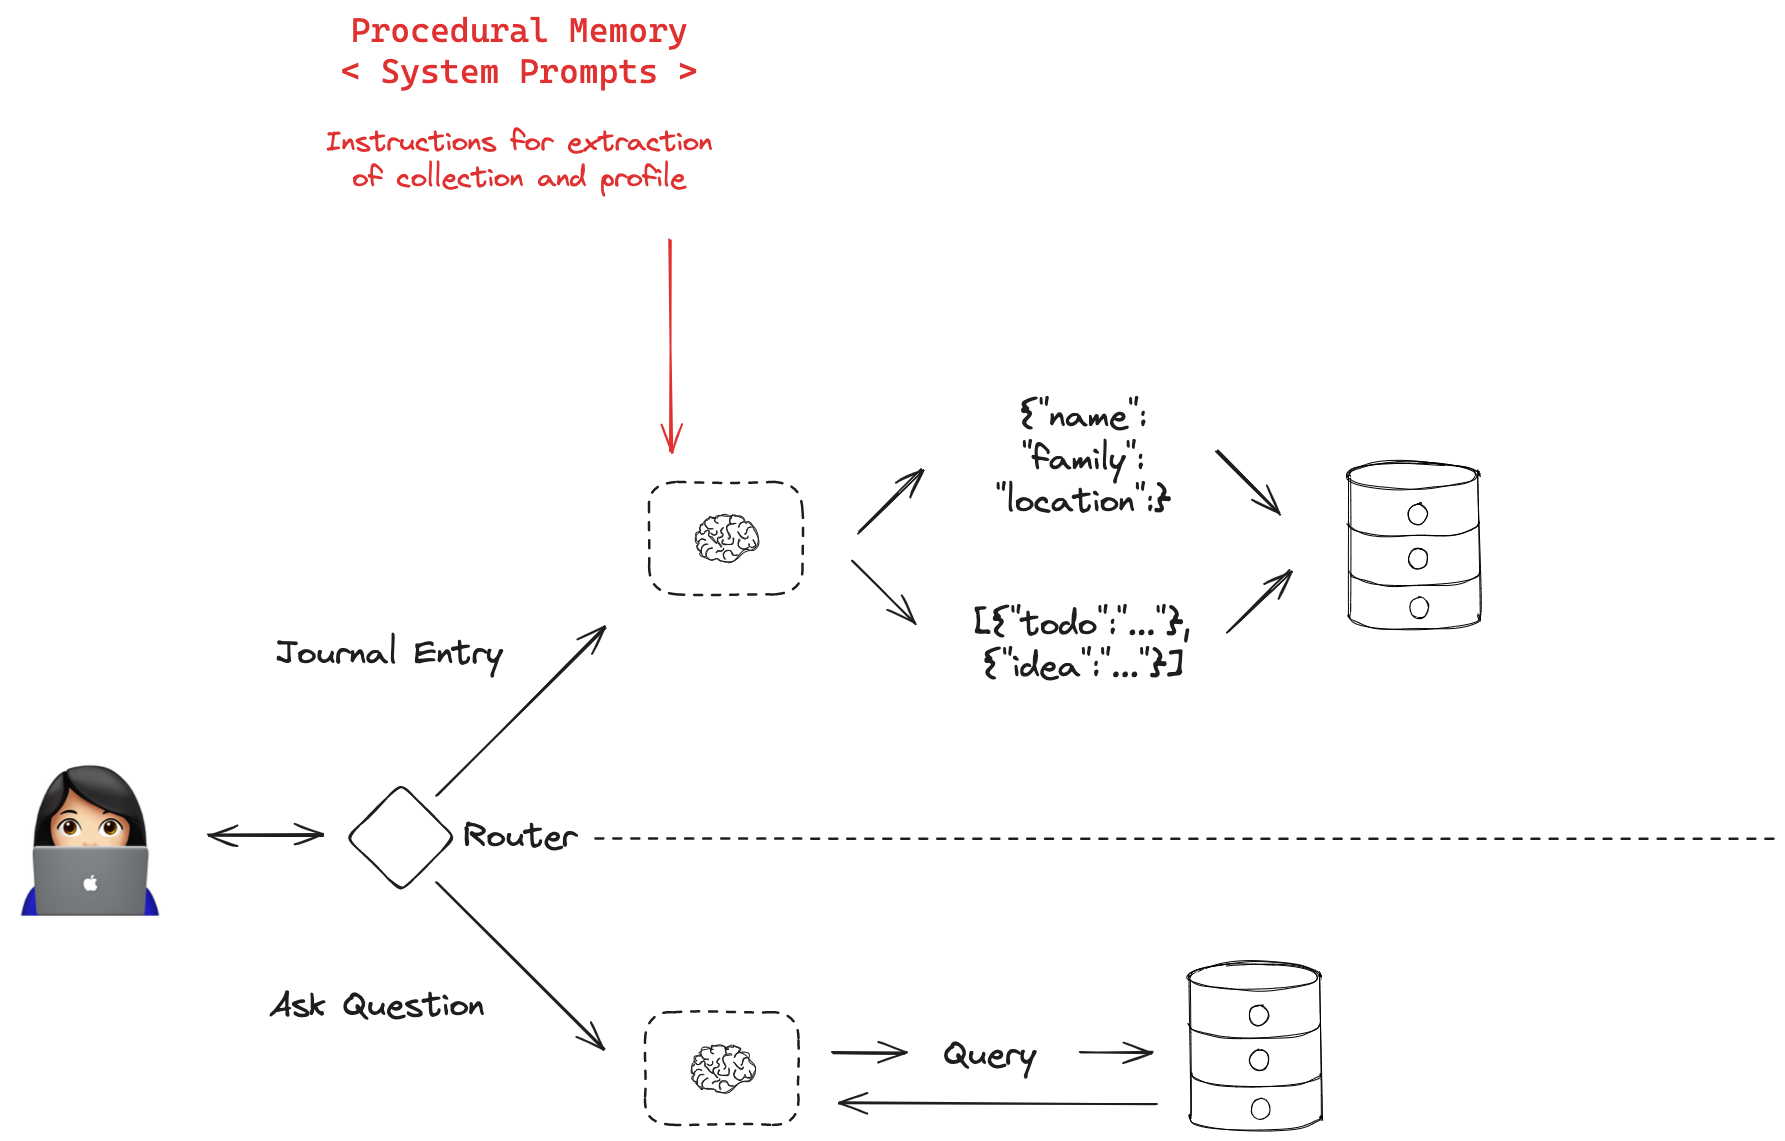 Procedural Memory
< System Prompts >
Instructions for extraction
of collection and profile
{"name":
"family":
"location":}
[{"todo":"..."},
{"idea":"..."}]
Journal Entry
Router
Ask Question
Query